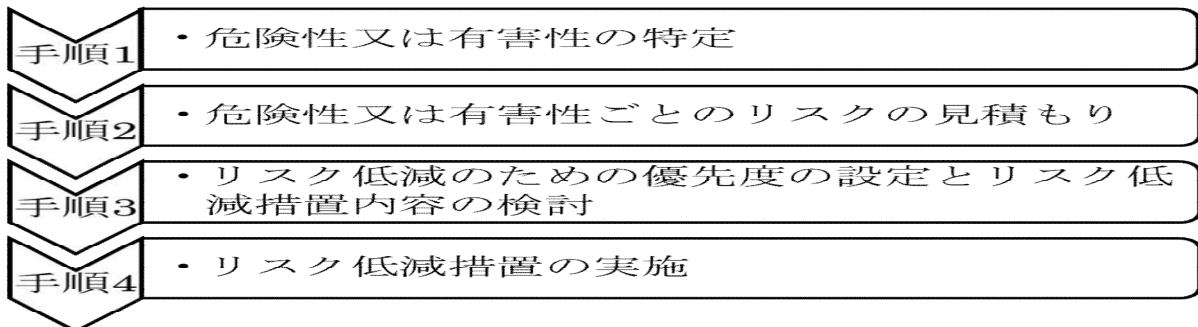 手順1
・危険性又は有害性の特定
手順2
・危険性又は有害性ごとのリスクの見積もり
手順3
・リスク低減のための優先度の設定とリスク低
減措置内容の検討
手順4
・リスク低減措置の実施